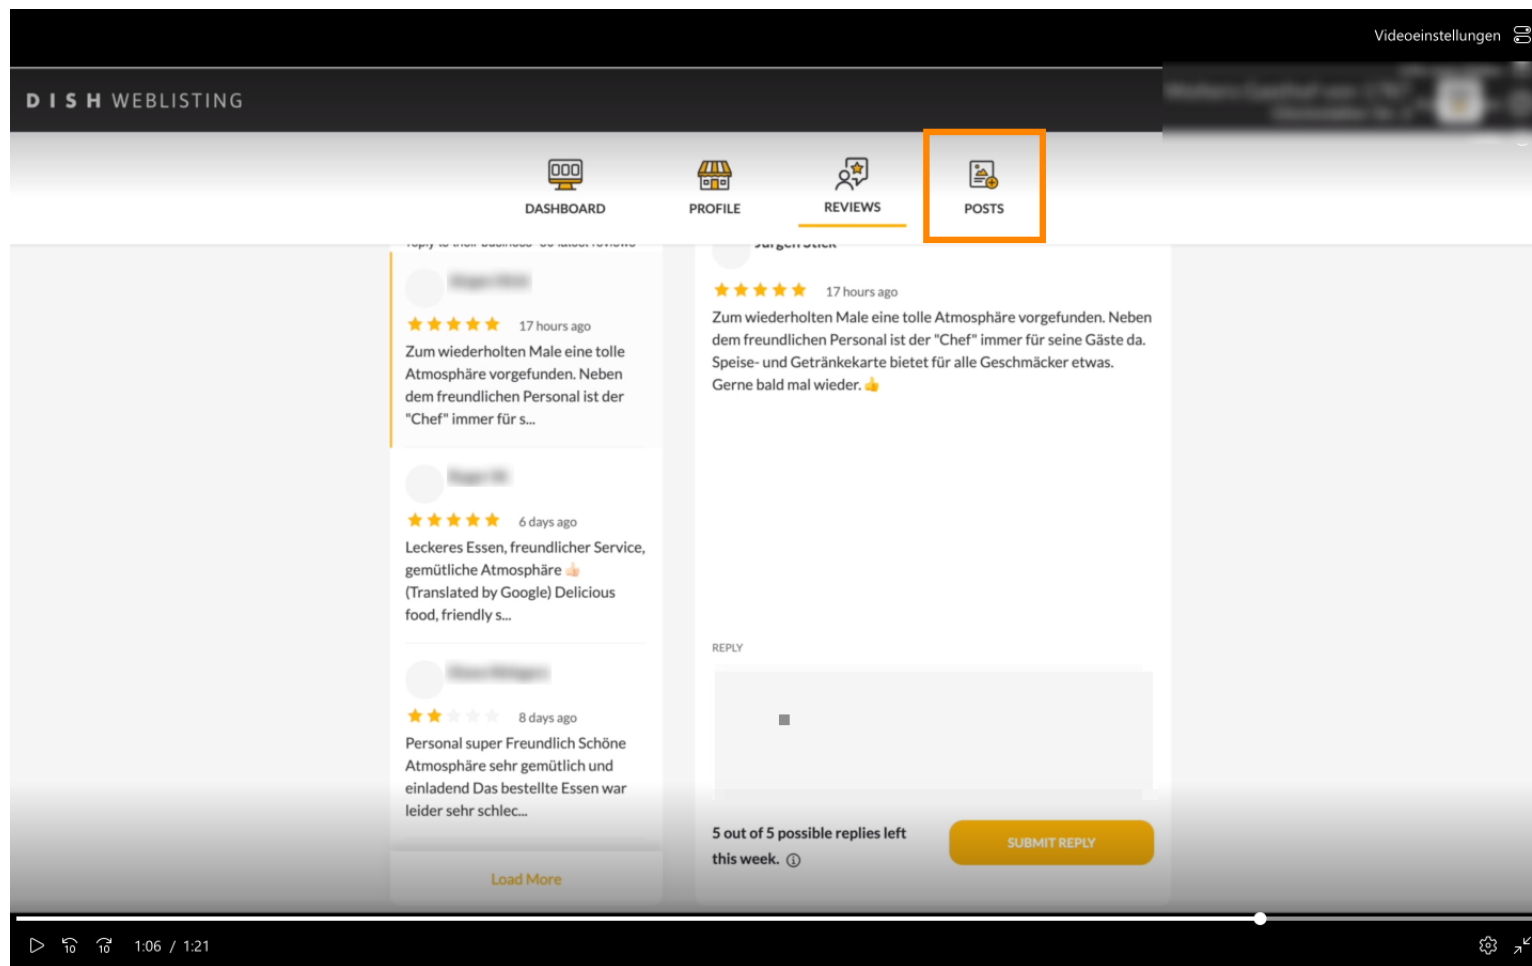 Videoeinstellungen
DISH WEBLISTING
DASHBOARD
PROFILE
REVIEWS
POSTS
17 hours ago
Zum wiederholten Male eine tolle
Atmosphäre vorgefunden. Neben
dem freundlichen Personal ist der
"Chef" immer für s...
6 days ago
Leckeres Essen, freundlicher Service,
gemütliche Atmosphäre 👍
(Translated by Google) Delicious
food, friendly s...
8 days ago
Personal super Freundlich Schöne
Atmosphäre sehr gemütlich und
einladend Das bestellte Essen war
leider sehr schlec...
Load More
17 hours ago
Zum wiederholten Male eine tolle Atmosphäre vorgefunden. Neben
dem freundlichen Personal ist der "Chef" immer für seine Gäste da.
Speise- und Getränkekarte bietet für alle Geschmäcker etwas.
Gerne bald mal wieder. 👍
REPLY
5 out of 5 possible replies left
this week.
SUBMIT REPLY
10
10
1:06 / 1:21